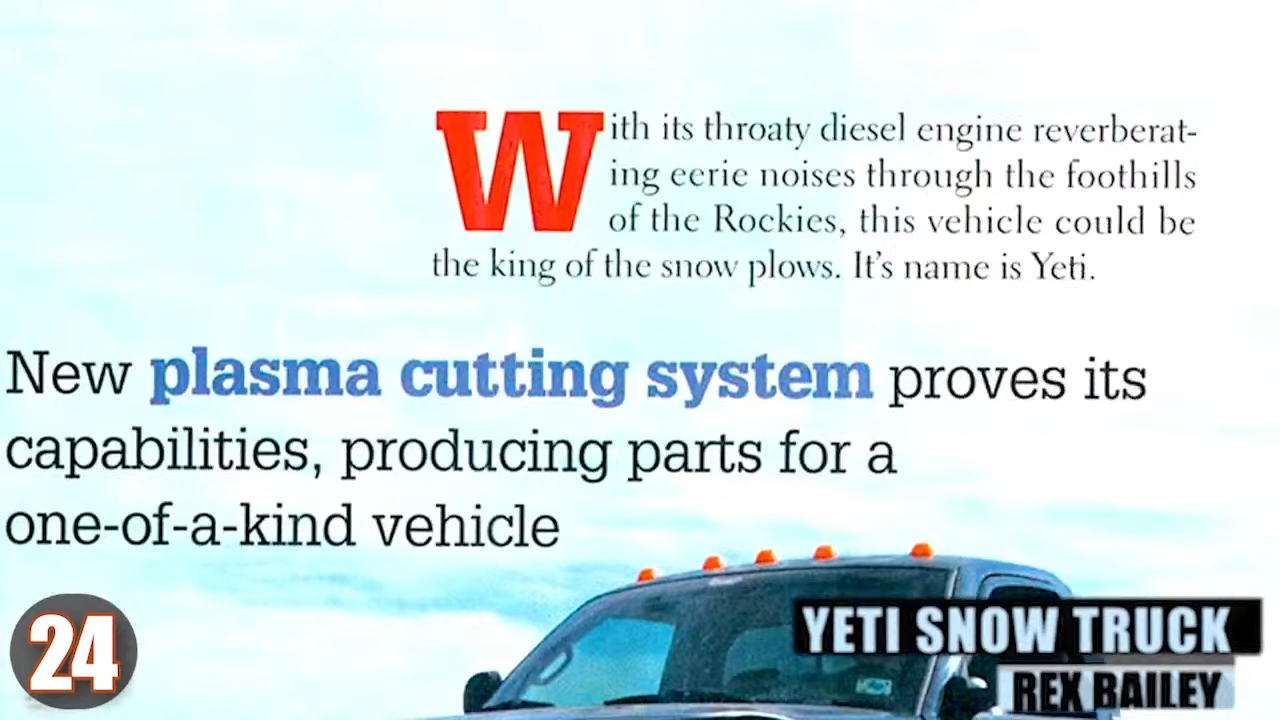 With its throaty diesel engine reverberat-
ing eerie noises through the foothills
of the Rockies, this vehicle could be
the king of the snow plows. It's name is Yeti.
New plasma cutting system proves its
capabilities, producing parts for a
one-of-a-kind vehicle
24
YETI SNOW TRUCK
REX BAILEY